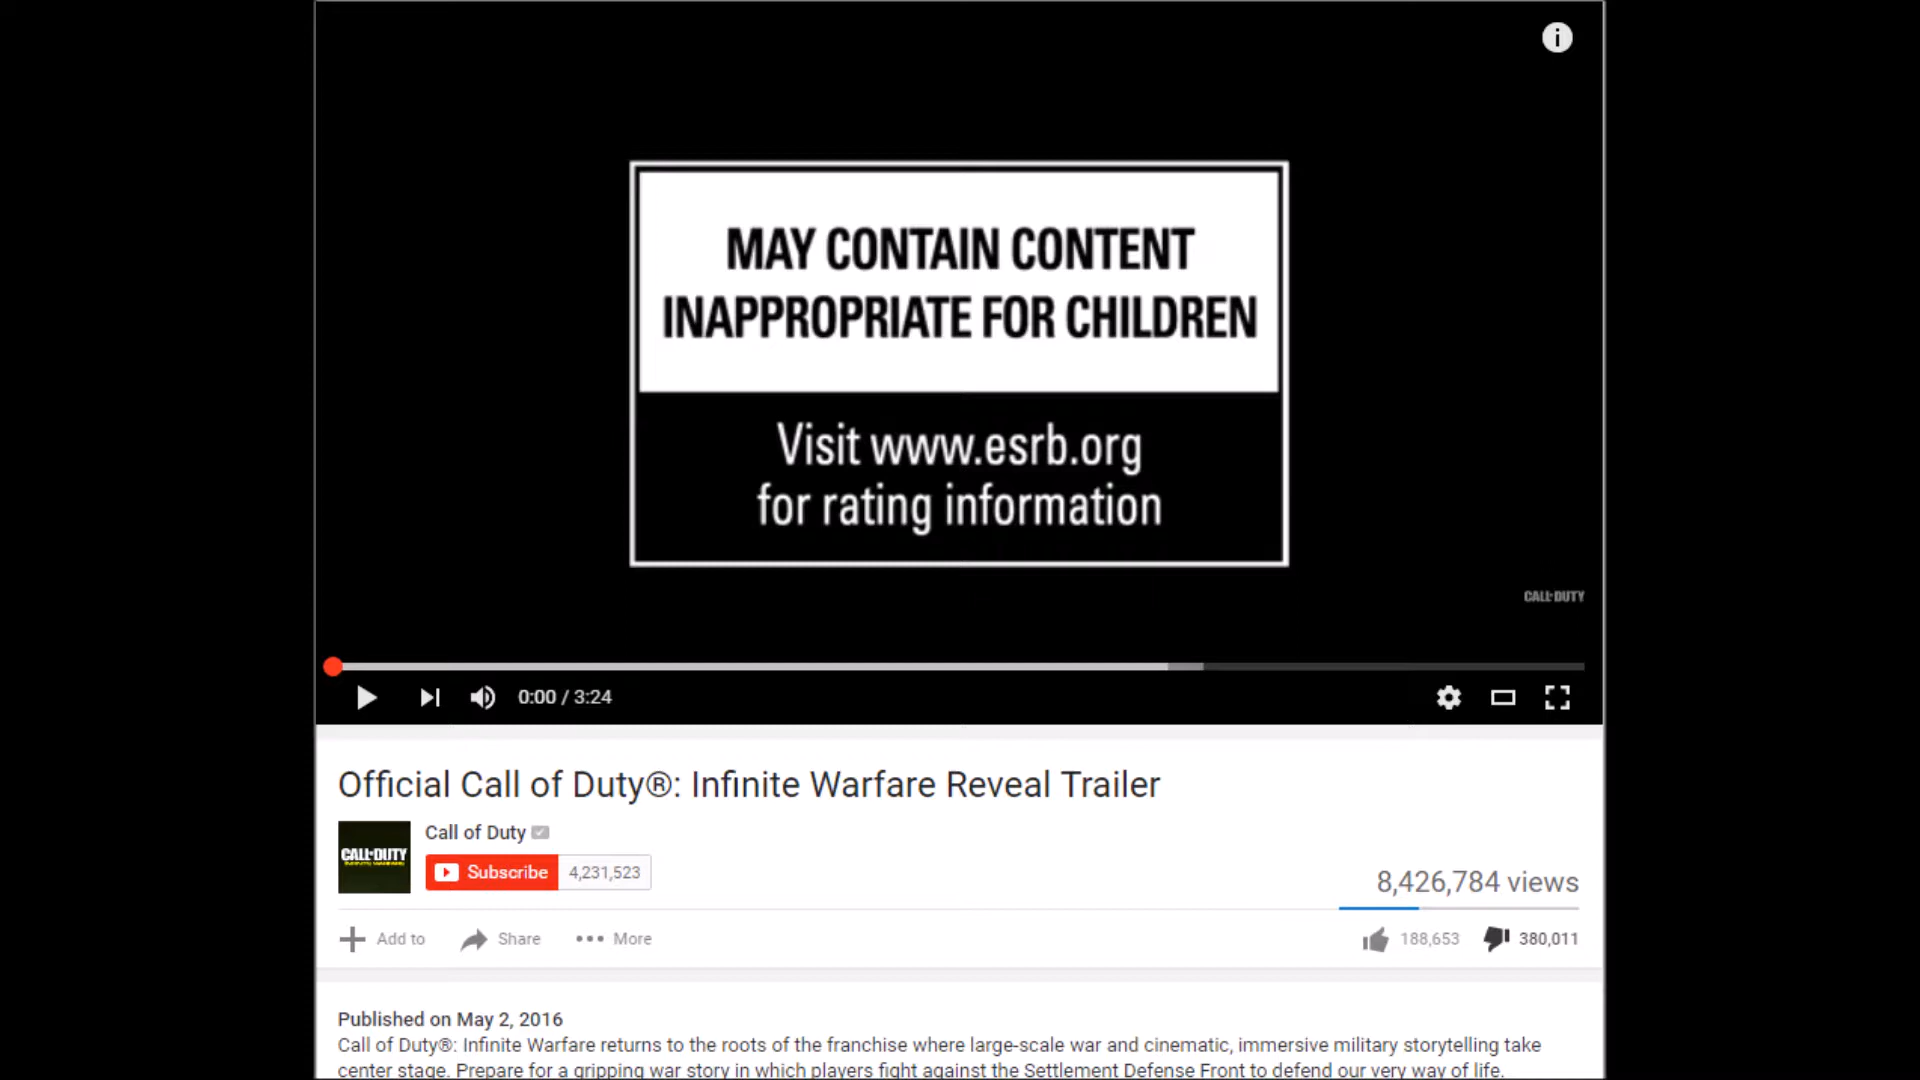 i
MAY CONTAIN CONTENT
INAPPROPRIATE FOR CHILDREN
Visit www.esrb.org
for rating information
CALL OF DUTY
0:00 / 3:24
Official Call of Duty®: Infinite Warfare Reveal Trailer
CALL OF DUTY
Call of Duty
Subscribe 4,231,523
8,426,784 views
Add to Share More 188,653 380,011
Published on May 2, 2016
Call of Duty®: Infinite Warfare returns to the roots of the franchise where large-scale war and cinematic, immersive military storytelling take
center stage. Prepare for a gripping war story in which players fight against the Settlement Defense Front to defend our very way of life.